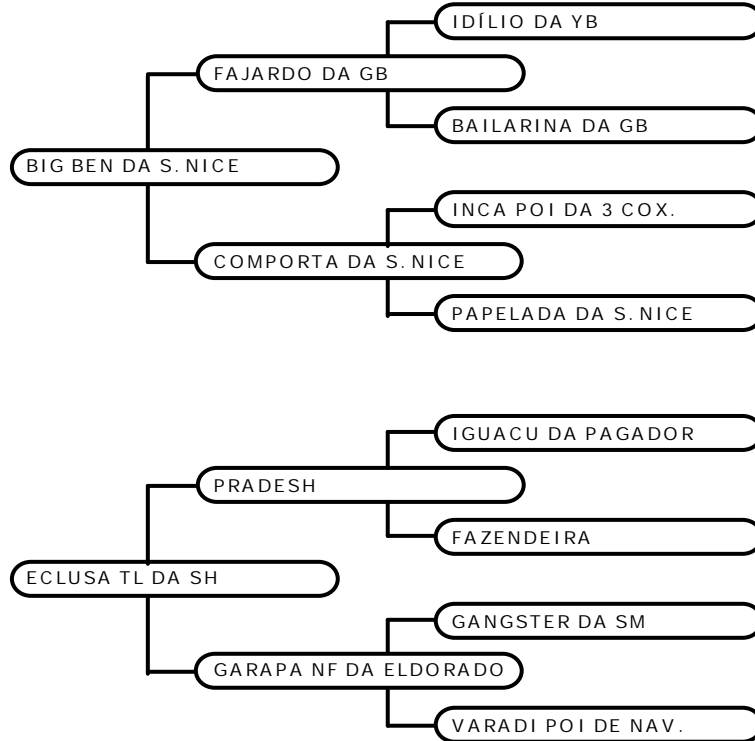 IDÍLIO DA YB
FAJARDO DA GB
BAILARINA DA GB
BIG BEN DA S.NICE
INCA POI DA 3 COX.
COMPORTA DA S.NICE
PAPELADA DA S.NICE
IGUACU DA PAGADOR
PRADESH
FAZENDEIRA
ECLUSA TL DA SH
GANGSTER DA SM
GARAPA NF DA ELDORADO
VARADI POI DE NAV.